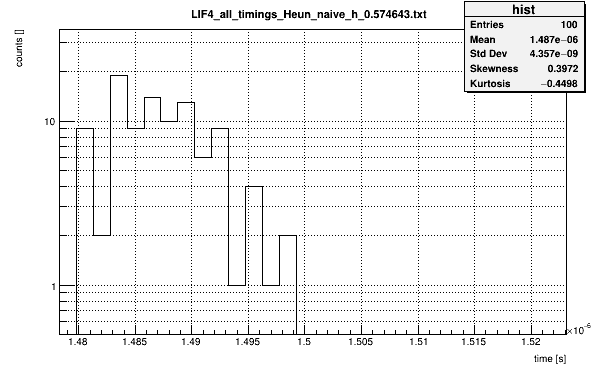 LIF4_all_timings_Heun_naive_h_0.574643.txt
hist
Entries 100
Mean 1.487e−06
Std Dev 4.357e−09
Skewness 0.3972
Kurtosis −0.4498
counts []
10
1
1.48 1.485 1.49 1.495 1.5 1.505 1.51 1.515 1.52
×10−6
time [s]